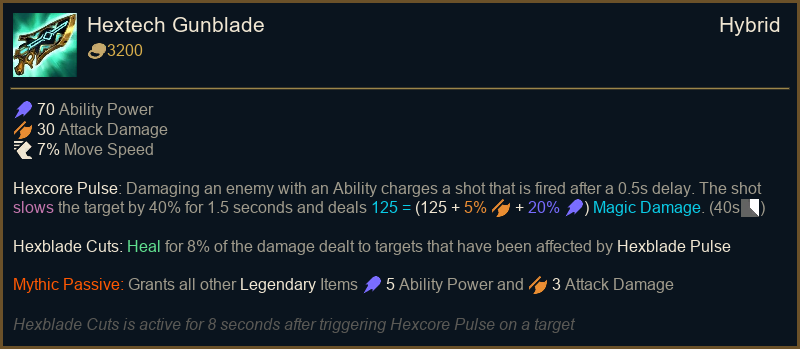 Hextech Gunblade
Hybrid
3200
70 Ability Power
30 Attack Damage
7% Move Speed
Hexcore Pulse: Damaging an enemy with an Ability charges a shot that is fired after a 0.5s delay. The shot
slows the target by 40% for 1.5 seconds and deals 125 = (125 + 5% + 20% ) Magic Damage. (40s )
Hexblade Cuts: Heal for 8% of the damage dealt to targets that have been affected by Hexblade Pulse
Mythic Passive: Grants all other Legendary Items 5 Ability Power and 3 Attack Damage
Hexblade Cuts is active for 8 seconds after triggering Hexcore Pulse on a target